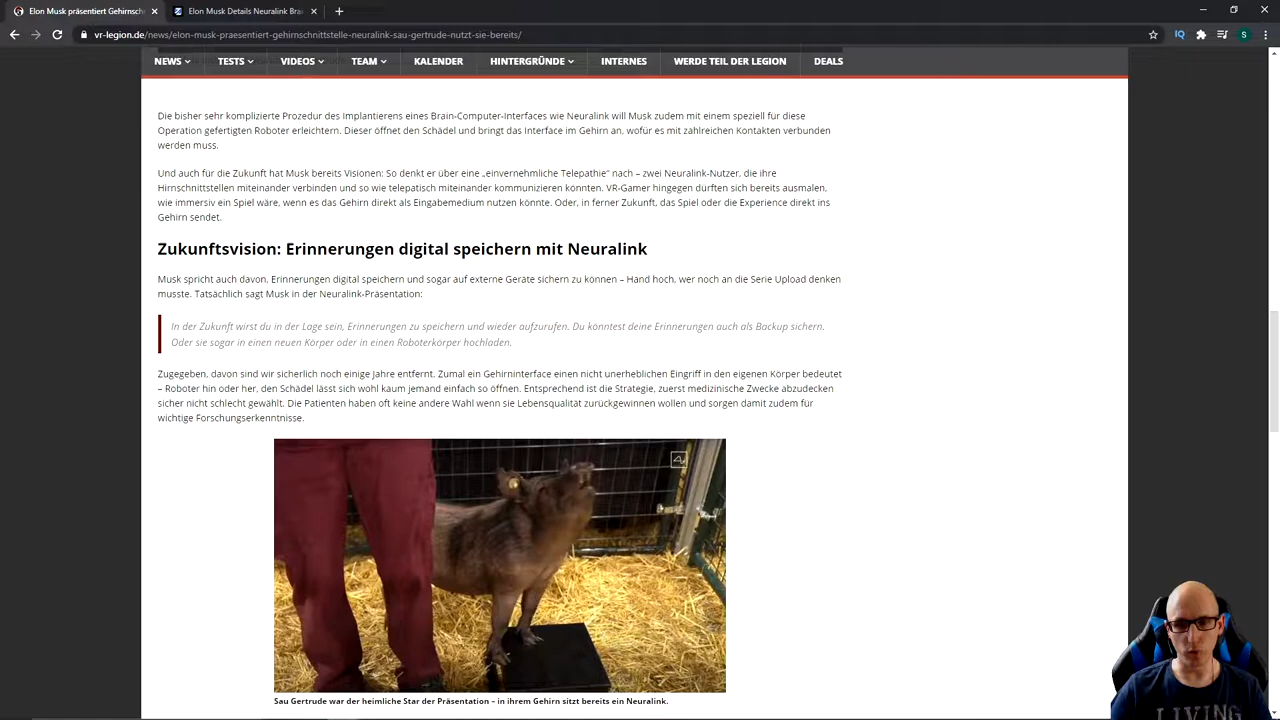 Elon Musk präsentiert Gehirnsch
Elon Musk Details Neuralink Brai
vr-legion.de/news/elon-musk-praesentiert-gehirnschnittstelle-neuralink-sau-gertrude-nutzt-sie-bereits/
S
NEWS TESTS VIDEOS TEAM KALENDER HINTERGRÜNDE INTERNES WERDE TEIL DER LEGION DEALS
Die bisher sehr komplizierte Prozedur des Implantierens eines Brain-Computer-Interfaces wie Neuralink will Musk zudem mit einem speziell für diese
Operation gefertigten Roboter erleichtern. Dieser öffnet den Schädel und bringt das Interface im Gehirn an, wofür es mit zahlreichen Kontakten verbunden
werden muss.
Und auch für die Zukunft hat Musk bereits Visionen: So denkt er über eine „einvernehmliche Telepathie“ nach – zwei Neuralink-Nutzer, die ihre
Hirnschnittstellen miteinander verbinden und so wie telepatisch miteinander kommunizieren könnten. VR-Gamer hingegen dürften sich bereits ausmalen,
wie immersiv ein Spiel wäre, wenn es das Gehirn direkt als Eingabemedium nutzen könnte. Oder, in ferner Zukunft, das Spiel oder die Experience direkt ins
Gehirn sendet.
Zukunftsvision: Erinnerungen digital speichern mit Neuralink
Musk spricht auch davon, Erinnerungen digital speichern und sogar auf externe Geräte sichern zu können – Hand hoch, wer noch an die Serie Upload denken
musste. Tatsächlich sagt Musk in der Neuralink-Präsentation:
In der Zukunft wirst du in der Lage sein, Erinnerungen zu speichern und wieder aufzurufen. Du könntest deine Erinnerungen auch als Backup sichern.
Oder sie sogar in einen neuen Körper oder in einen Roboterkörper hochladen.
Zugegeben, davon sind wir sicherlich noch einige Jahre entfernt. Zumal ein Gehirninterface einen nicht unerheblichen Eingriff in den eigenen Körper bedeutet
– Roboter hin oder her, den Schädel lässt sich wohl kaum jemand einfach so öffnen. Entsprechend ist die Strategie, zuerst medizinische Zwecke abzudecken
sicher nicht schlecht gewählt. Die Patienten haben oft keine andere Wahl wenn sie Lebensqualität zurückgewinnen wollen und sorgen damit zudem für
wichtige Forschungserkenntnisse.
Sau Gertrude war der heimliche Star der Präsentation – in ihrem Gehirn sitzt bereits ein Neuralink.
LIVING